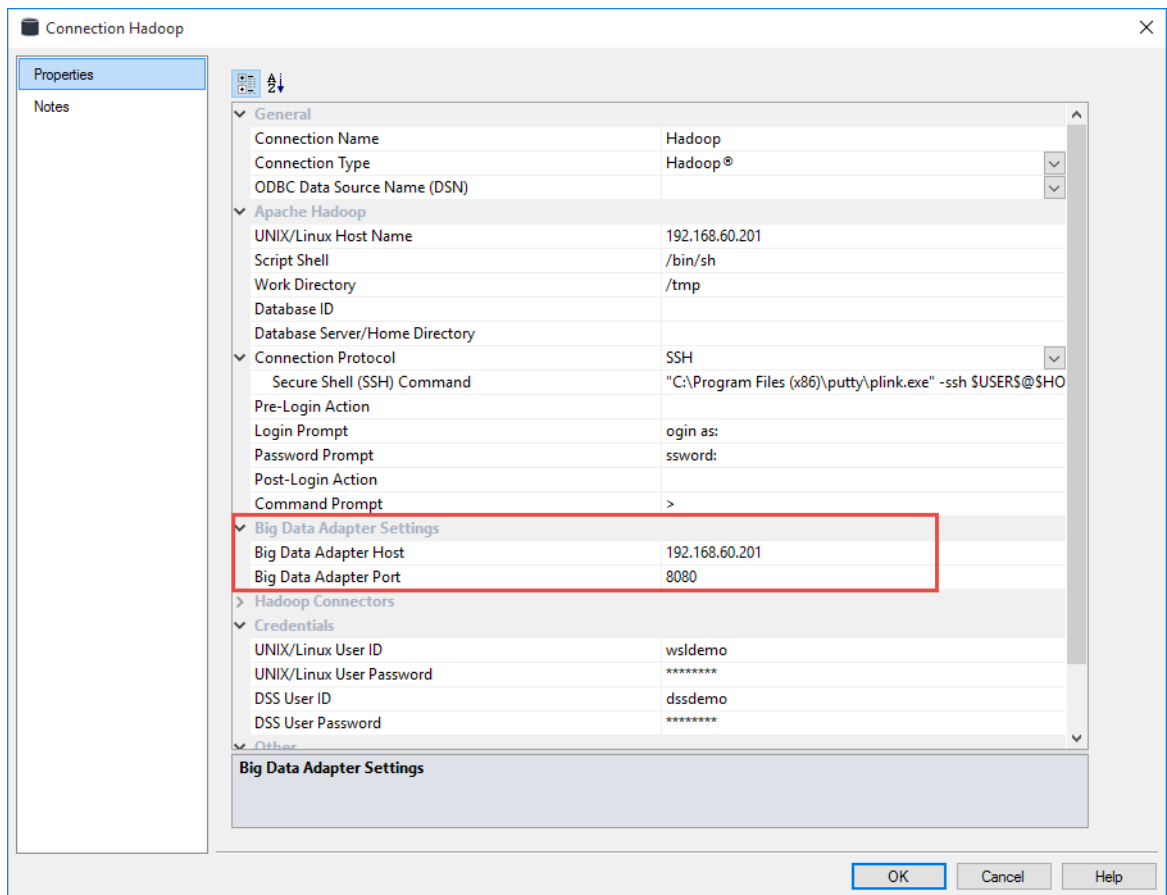 Connection Hadoop
Properties
Notes
General
Connection Name Hadoop
Connection Type Hadoop®
ODBC Data Source Name (DSN)
Apache Hadoop
UNIX/Linux Host Name 192.168.60.201
Script Shell /bin/sh
Work Directory /tmp
Database ID
Database Server/Home Directory
Connection Protocol SSH
Secure Shell (SSH) Command "C:\Program Files (x86)\putty\plink.exe" -ssh $USER$@$HO
Pre-Login Action
Login Prompt ogin as:
Password Prompt ssword:
Post-Login Action
Command Prompt >
Big Data Adapter Settings
Big Data Adapter Host 192.168.60.201
Big Data Adapter Port 8080
Hadoop Connectors
Credentials
UNIX/Linux User ID wsldemo
UNIX/Linux User Password ********
DSS User ID dssdemo
DSS User Password ********
Other
Big Data Adapter Settings
OK Cancel Help